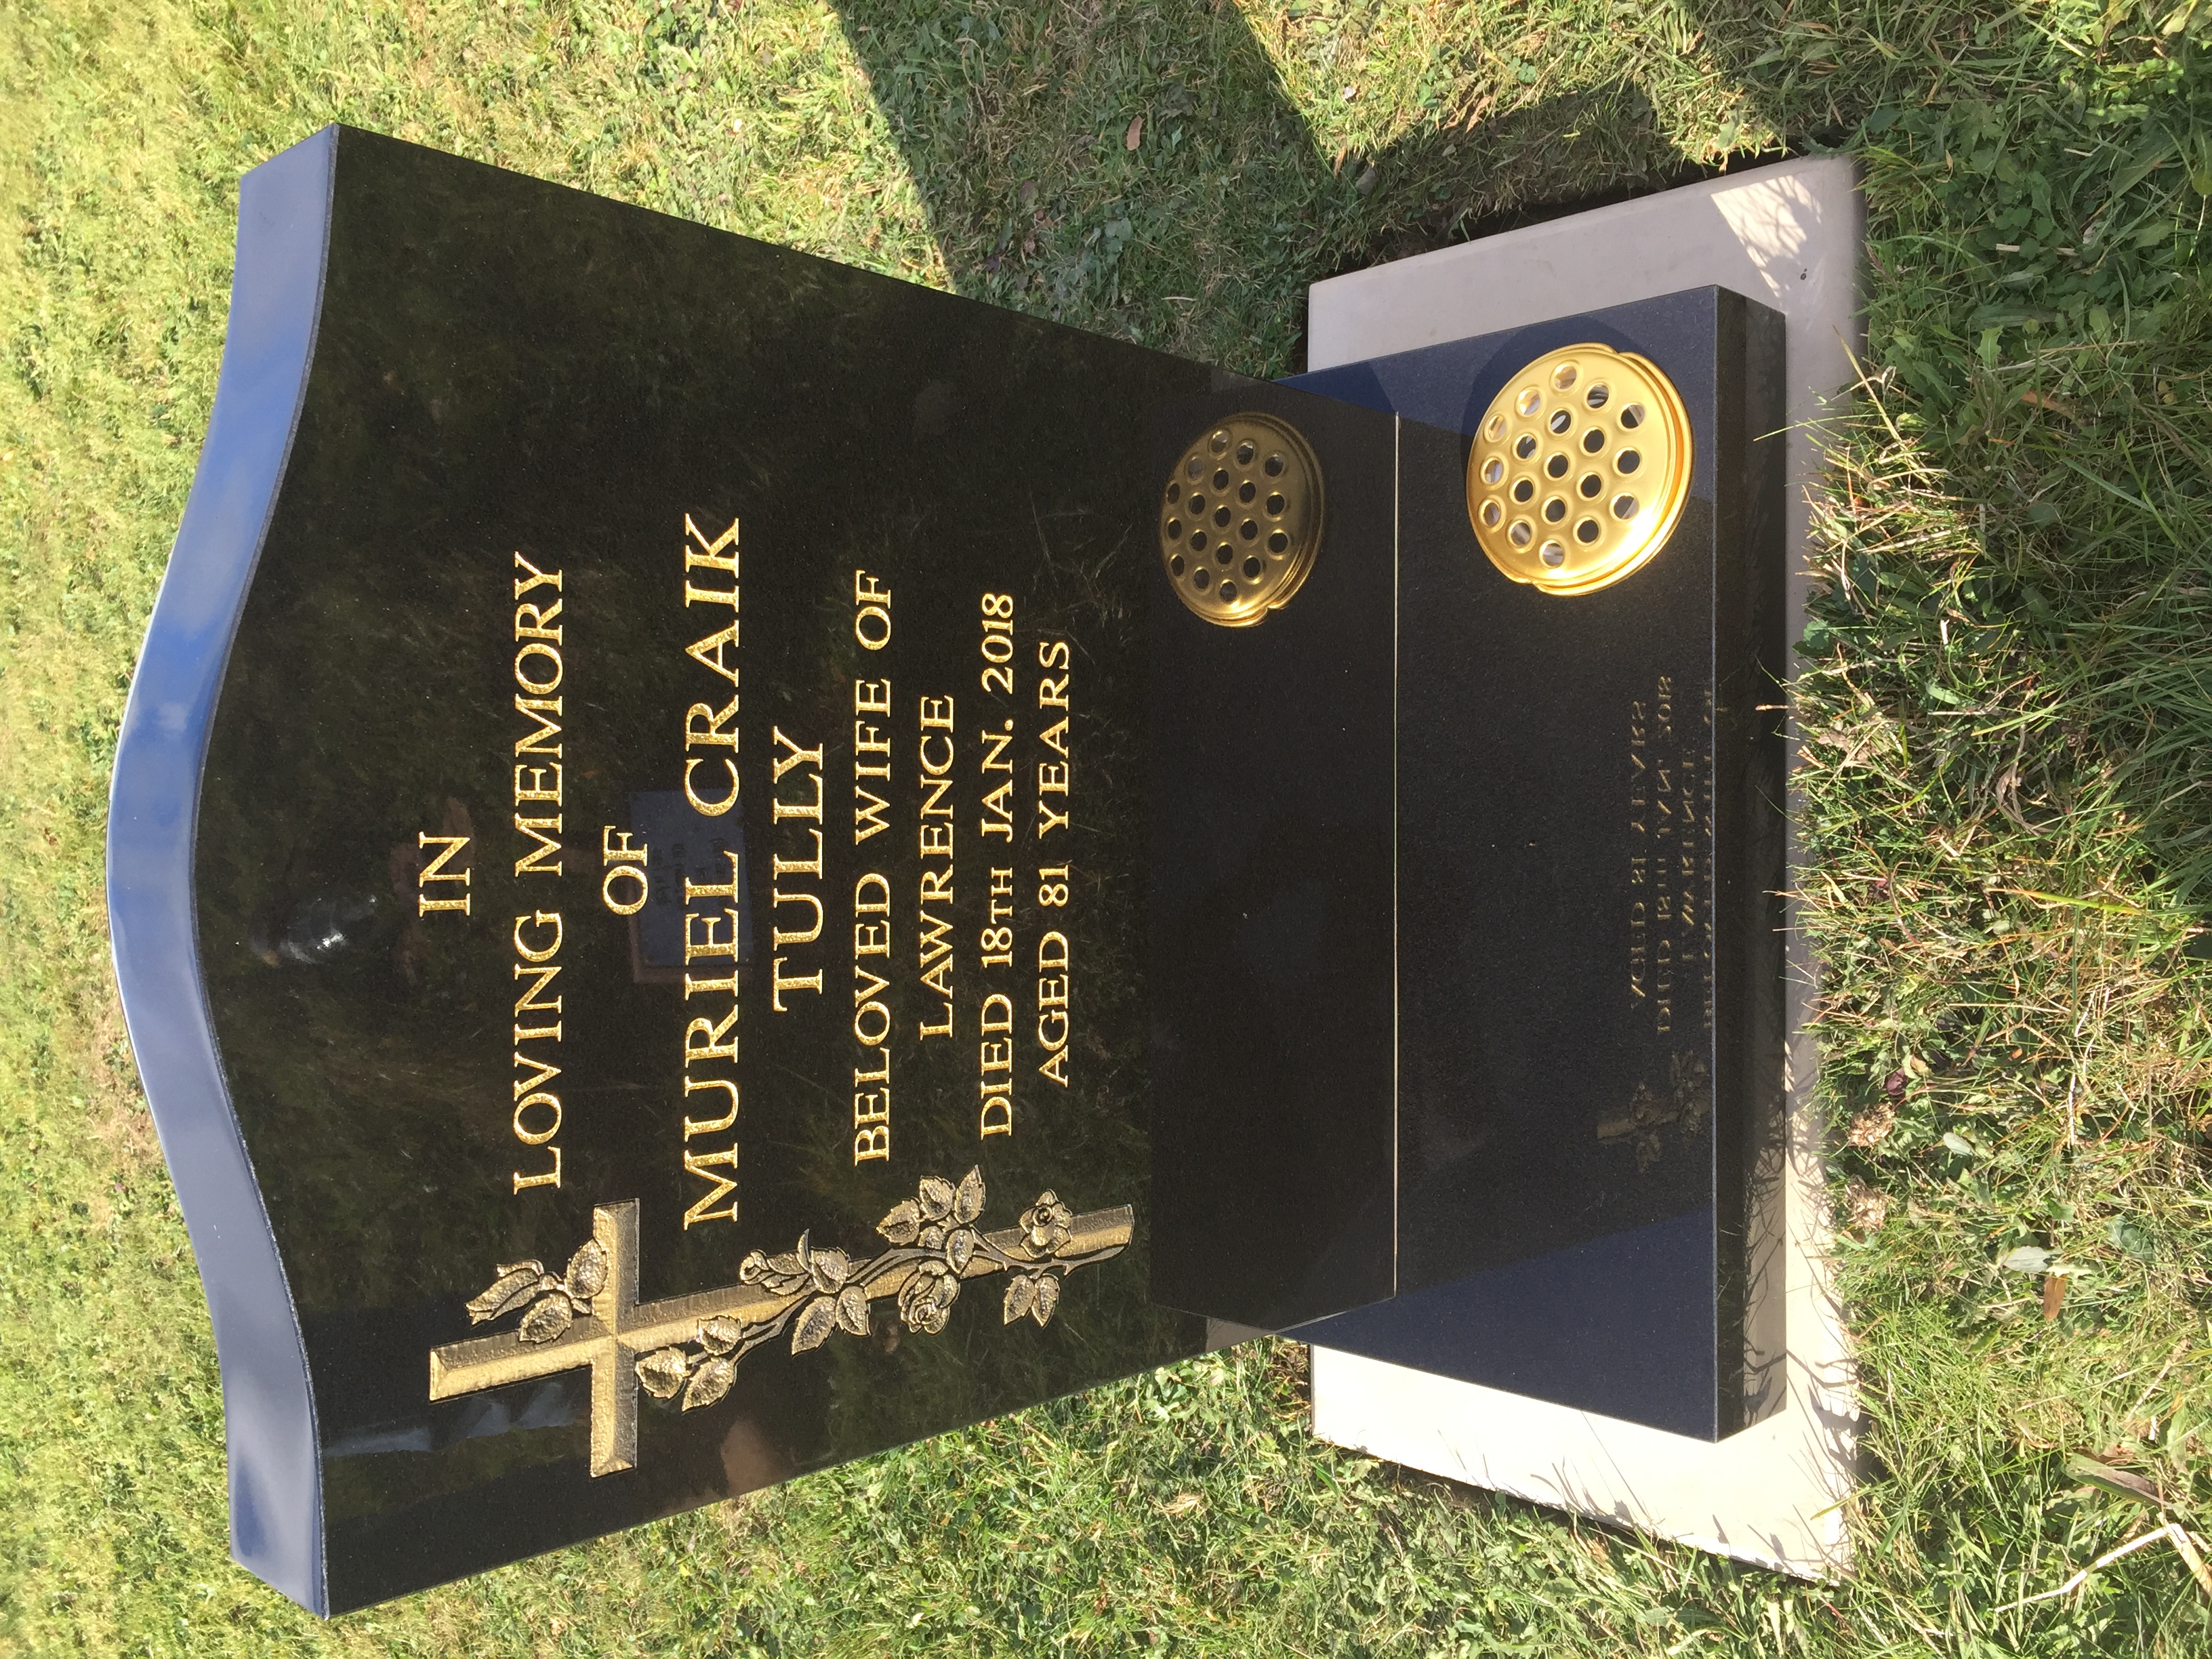 IN
LOVING MEMORY
OF
MURIEL CRAIK
TULLY
BELOVED WIFE OF
LAWRENCE
DIED 18TH JAN. 2018
AGED 81 YEARS